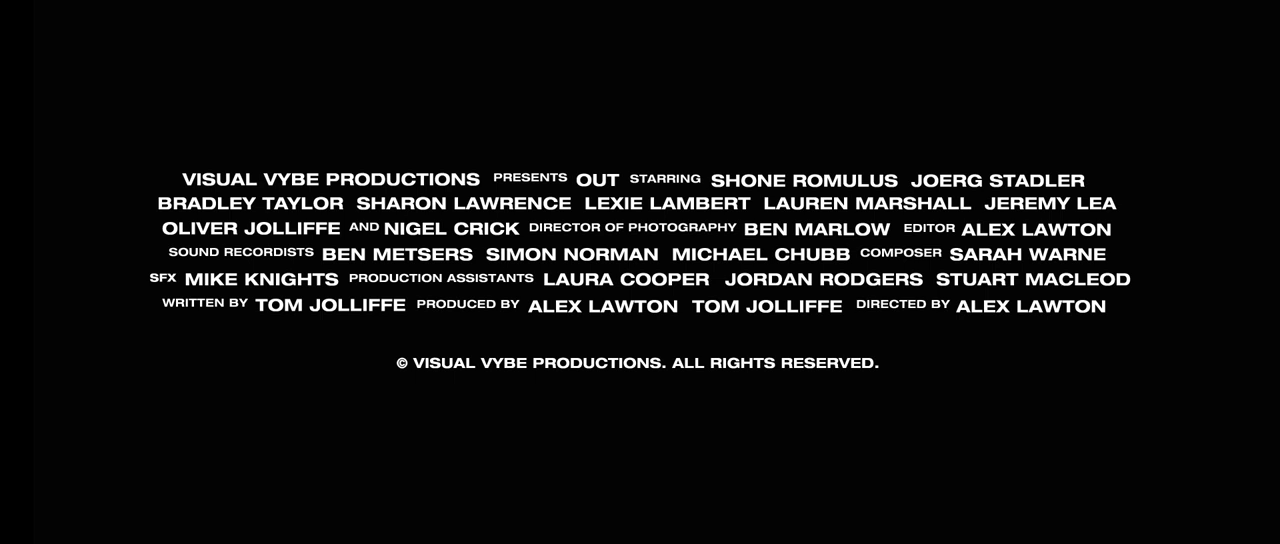 VISUAL VYBE PRODUCTIONS PRESENTS OUT STARRING SHONE ROMULUS JOERG STADLER
BRADLEY TAYLOR SHARON LAWRENCE LEXIE LAMBERT LAUREN MARSHALL JEREMY LEA
OLIVER JOLLIFFE AND NIGEL CRICK DIRECTOR OF PHOTOGRAPHY BEN MARLOW EDITOR ALEX LAWTON
SOUND RECORDISTS BEN METSERS SIMON NORMAN MICHAEL CHUBB COMPOSER SARAH WARNE
SFX MIKE KNIGHTS PRODUCTION ASSISTANTS LAURA COOPER JORDAN RODGERS STUART MACLEOD
WRITTEN BY TOM JOLLIFFE PRODUCED BY ALEX LAWTON TOM JOLLIFFE DIRECTED BY ALEX LAWTON
© VISUAL VYBE PRODUCTIONS. ALL RIGHTS RESERVED.